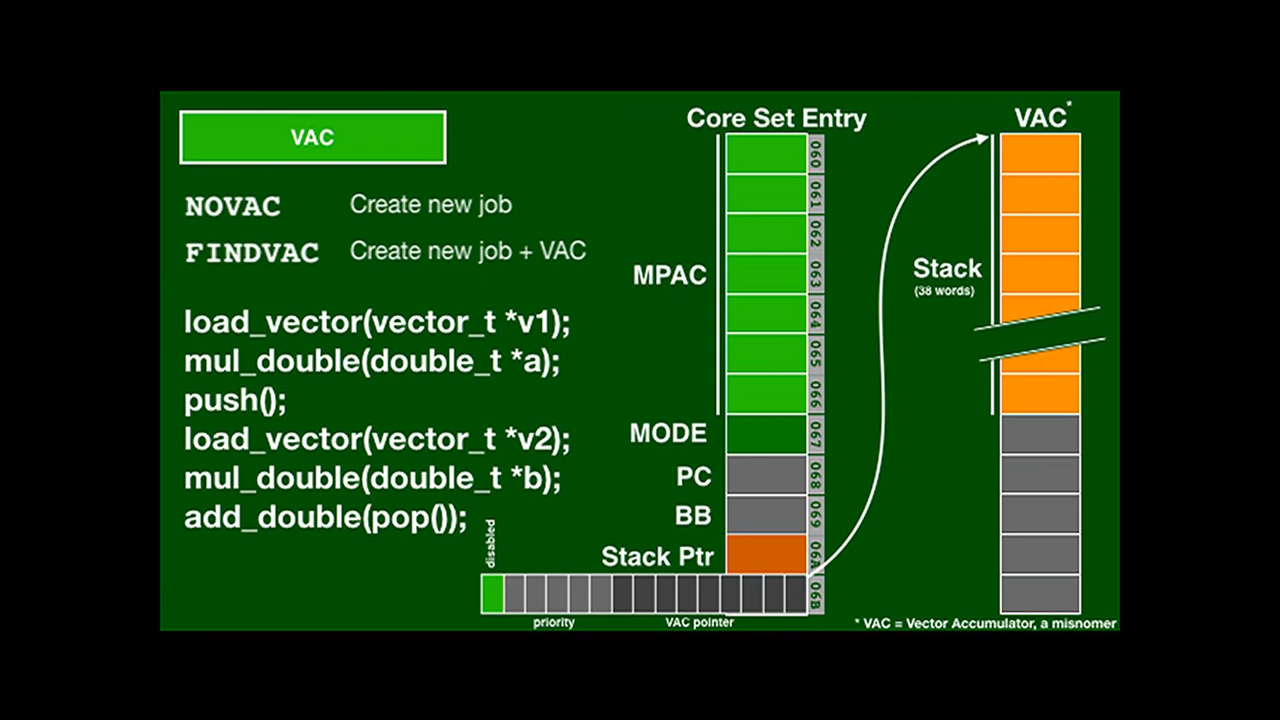 VAC
NOVAC Create new job
FINDVAC Create new job + VAC
load_vector(vector_t *v1);
mul_double(double_t *a);
push();
load_vector(vector_t *v2);
mul_double(double_t *b);
add_double(pop());
Core Set Entry
MPAC
MODE
PC
BB
Stack Ptr
060
061
062
063
064
065
066
067
068
069
06A
06B
disabled
priority
VAC pointer
VAC*
Stack
(38 words)
* VAC = Vector Accumulator, a misnomer